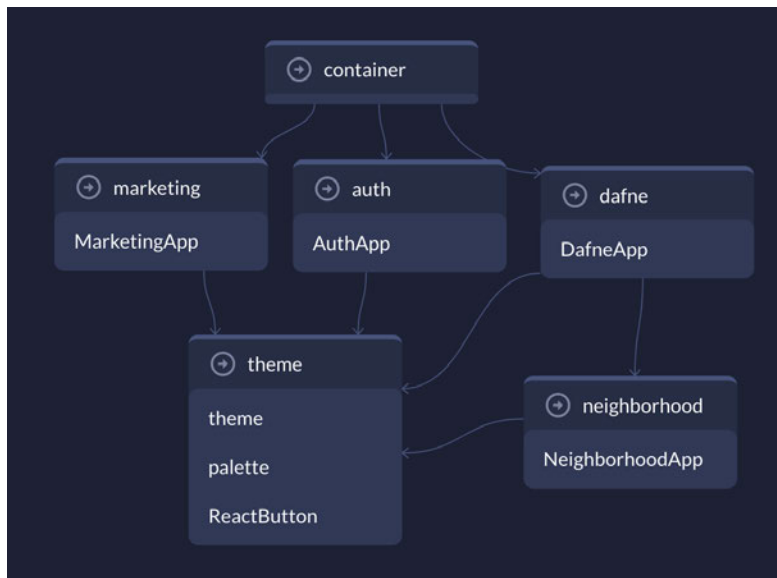 container
marketing
MarketingApp
auth
AuthApp
dafne
DafneApp
theme
theme
palette
ReactButton
neighborhood
NeighborhoodApp